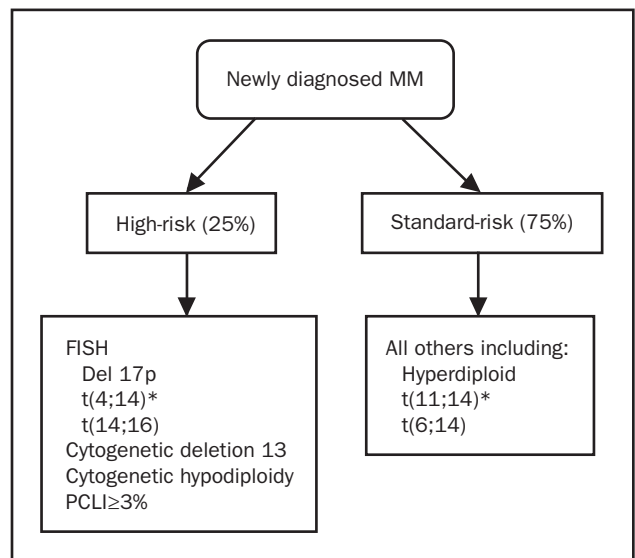 Newly diagnosed MM
High-risk (25%)
Standard-risk (75%)
FISH
Del 17p
t(4;14)*
t(14;16)
Cytogenetic deletion 13
Cytogenetic hypodiploidy
PCLI≥3%
All others including:
Hyperdiploid
t(11;14)*
t(6;14)